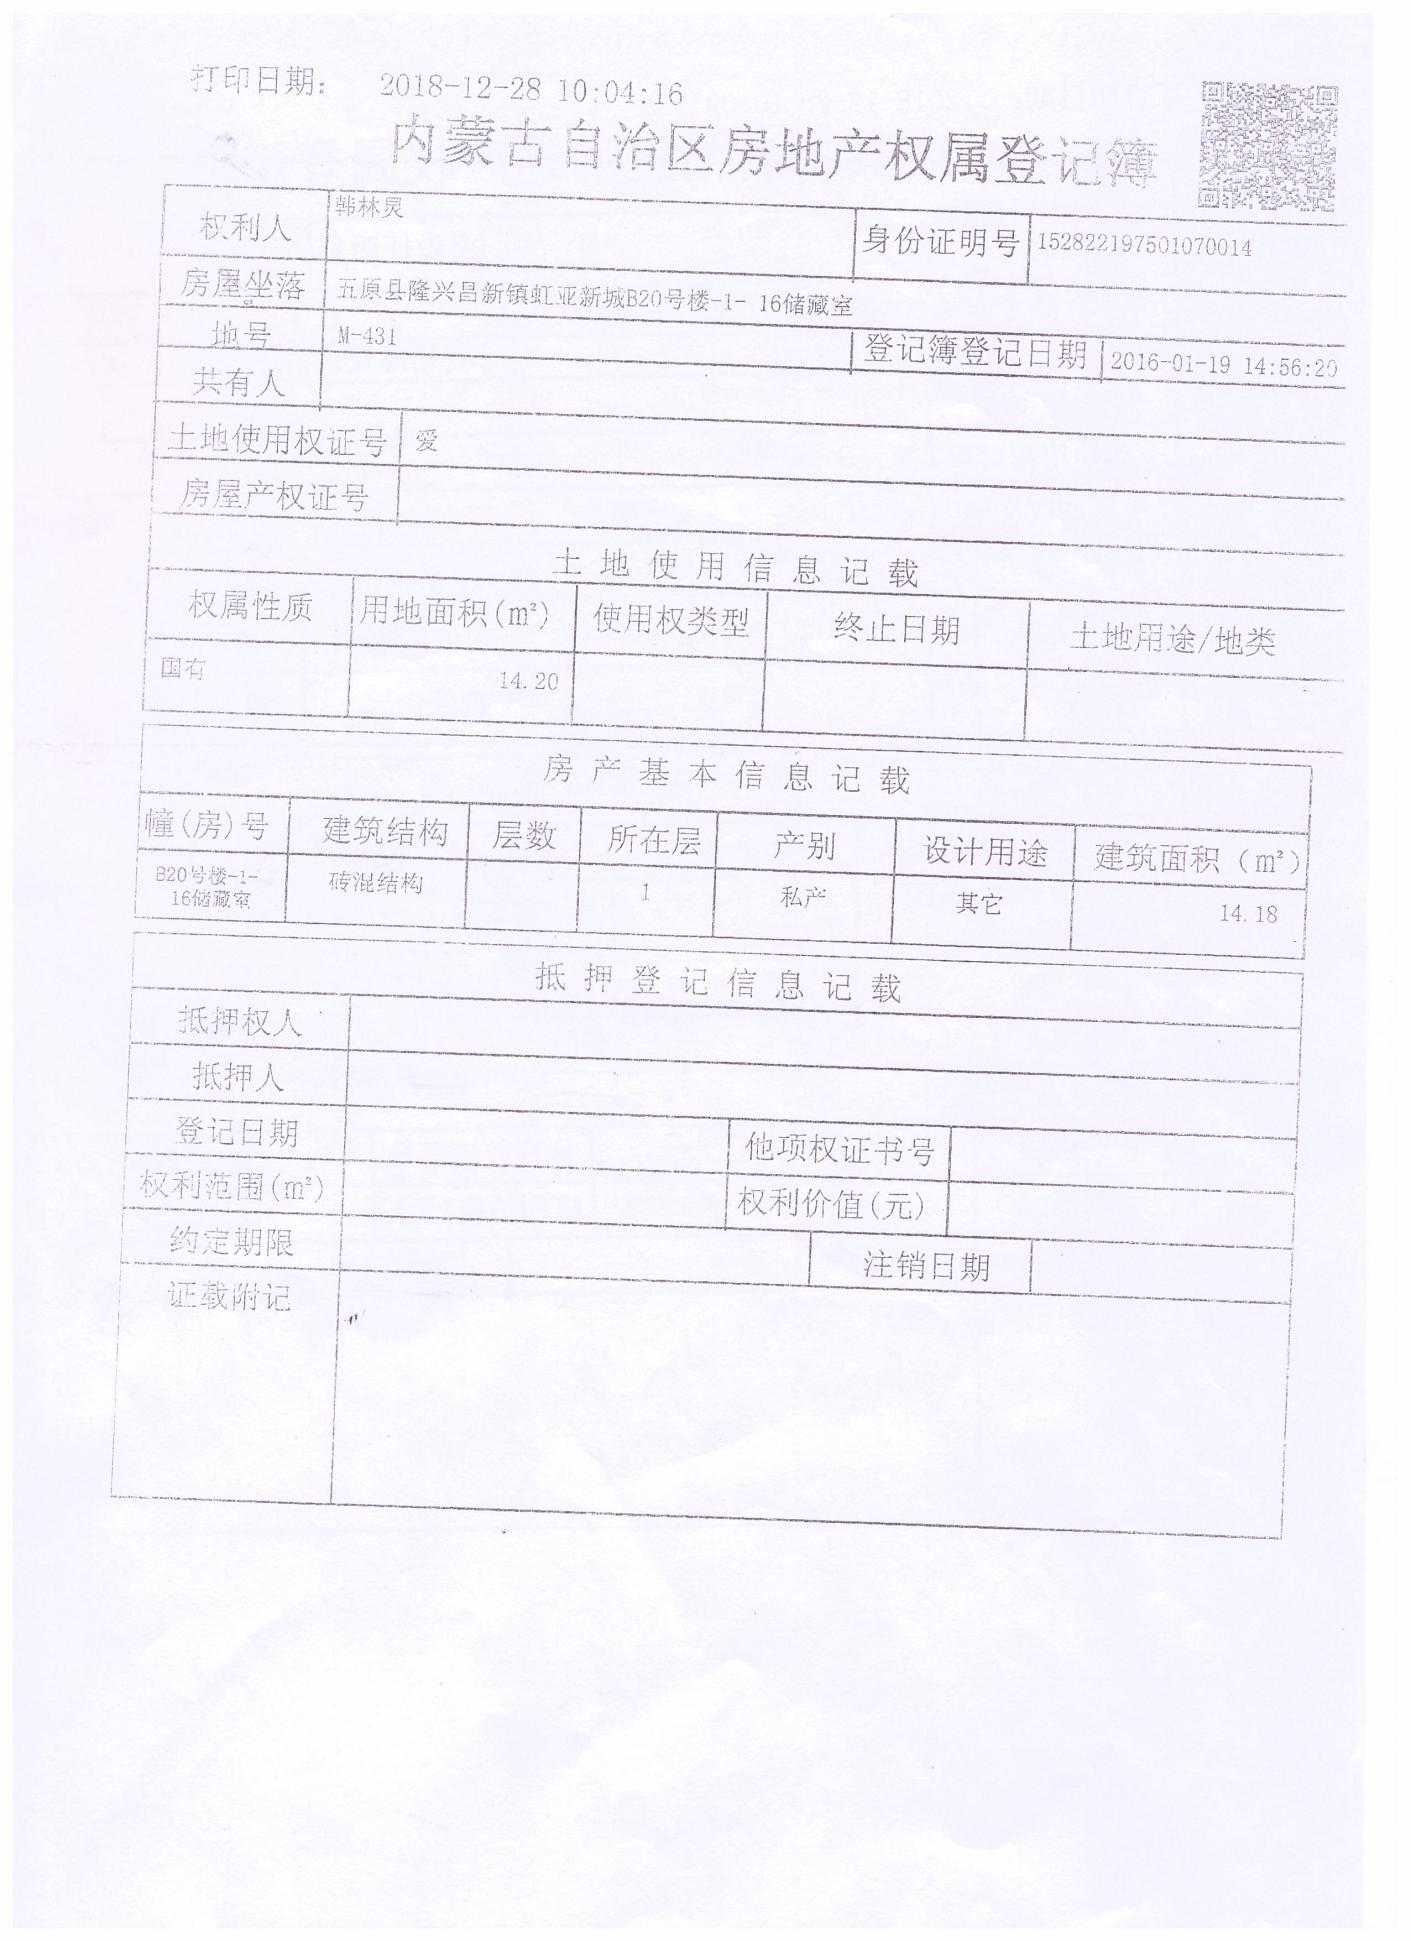 打印日期: 2018-12-28 10:04:16
内蒙古自治区房地产权属登记簿
权利人 韩林炅 身份证明号 152822197501070014
房屋坐落 五原县隆兴昌新镇虹亚新城B20号楼-1- 16储藏室
地号 M-431 登记簿登记日期 2016-01-19 14:56:20
共有人
土地使用权证号 爱
房屋产权证号
土地使用信息记载
权属性质 用地面积(m²) 使用权类型 终止日期 土地用途/地类
国有 14.20
房产基本信息记载
幢(房)号 建筑结构 层数 所在层 产别 设计用途 建筑面积（m²）
B20号楼-1- 砖混结构 1 私产 其它 14.18
16储藏室
抵押登记信息记载
抵押权人
抵押人
登记日期 他项权证书号
权利范围(m²) 权利价值(元)
约定期限 注销日期
证载附记